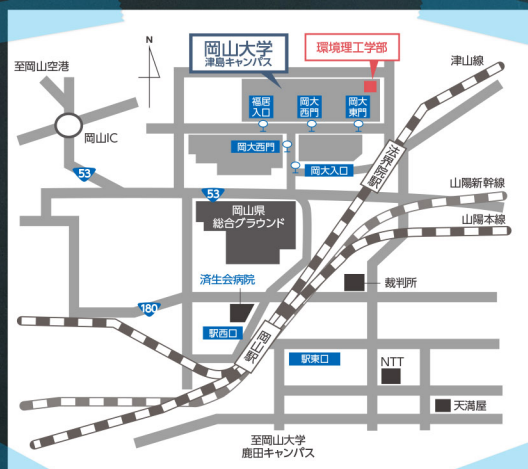 N
岡山大学
津島キャンパス
環境理工学部
至岡山空港
津山線
福居
入口
岡大
西門
岡大
東門
岡山IC
岡大西門
法界院駅
岡大入口
53
53
山陽新幹線
岡山県
総合グラウンド
山陽本線
済生会病院
裁判所
180
駅西口
岡山駅
駅東口
NTT
天満屋
至岡山大学
鹿田キャンパス